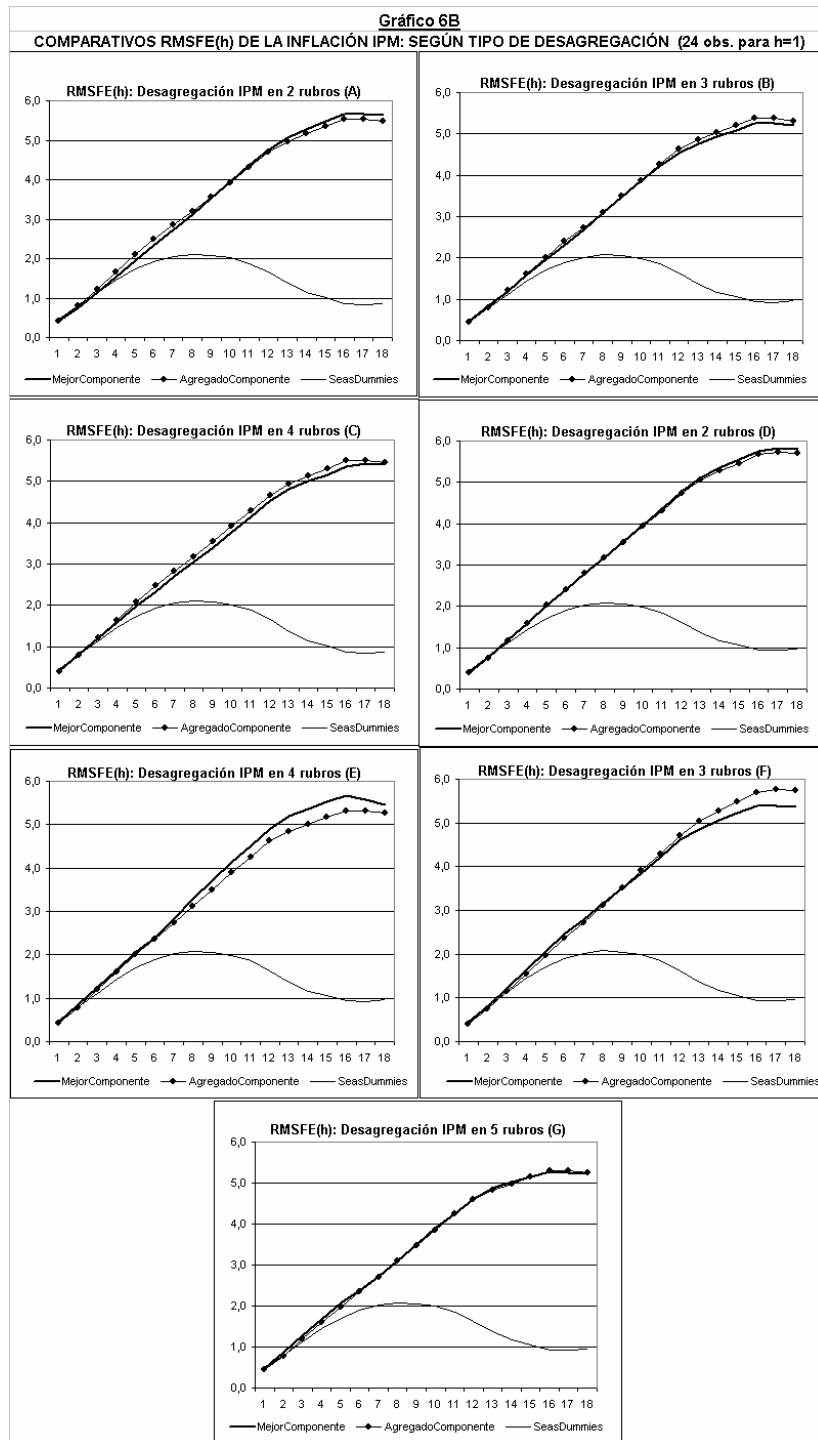 Gráfico 6B
COMPARATIVOS RMSFE(h) DE LA INFLACIÓN IPM: SEGÚN TIPO DE DESAGREGACIÓN (24 obs. para h=1)
RMSFE(h): Desagregación IPM en 2 rubros (A)
6,0
5,0
4,0
3,0
2,0
1,0
0,0
1 2 3 4 5 6 7 8 9 10 11 12 13 14 15 16 17 18
MejorComponente AgregadoComponente SeasDummies
RMSFE(h): Desagregación IPM en 3 rubros (B)
6,0
5,0
4,0
3,0
2,0
1,0
0,0
1 2 3 4 5 6 7 8 9 10 11 12 13 14 15 16 17 18
MejorComponente AgregadoComponente SeasDummies
RMSFE(h): Desagregación IPM en 4 rubros (C)
6,0
5,0
4,0
3,0
2,0
1,0
0,0
1 2 3 4 5 6 7 8 9 10 11 12 13 14 15 16 17 18
MejorComponente AgregadoComponente SeasDummies
RMSFE(h): Desagregación IPM en 2 rubros (D)
6,0
5,0
4,0
3,0
2,0
1,0
0,0
1 2 3 4 5 6 7 8 9 10 11 12 13 14 15 16 17 18
MejorComponente AgregadoComponente SeasDummies
RMSFE(h): Desagregación IPM en 4 rubros (E)
6,0
5,0
4,0
3,0
2,0
1,0
0,0
1 2 3 4 5 6 7 8 9 10 11 12 13 14 15 16 17 18
MejorComponente AgregadoComponente SeasDummies
RMSFE(h): Desagregación IPM en 3 rubros (F)
6,0
5,0
4,0
3,0
2,0
1,0
0,0
1 2 3 4 5 6 7 8 9 10 11 12 13 14 15 16 17 18
MejorComponente AgregadoComponente SeasDummies
RMSFE(h): Desagregación IPM en 5 rubros (G)
6,0
5,0
4,0
3,0
2,0
1,0
0,0
1 2 3 4 5 6 7 8 9 10 11 12 13 14 15 16 17 18
MejorComponente AgregadoComponente SeasDummies